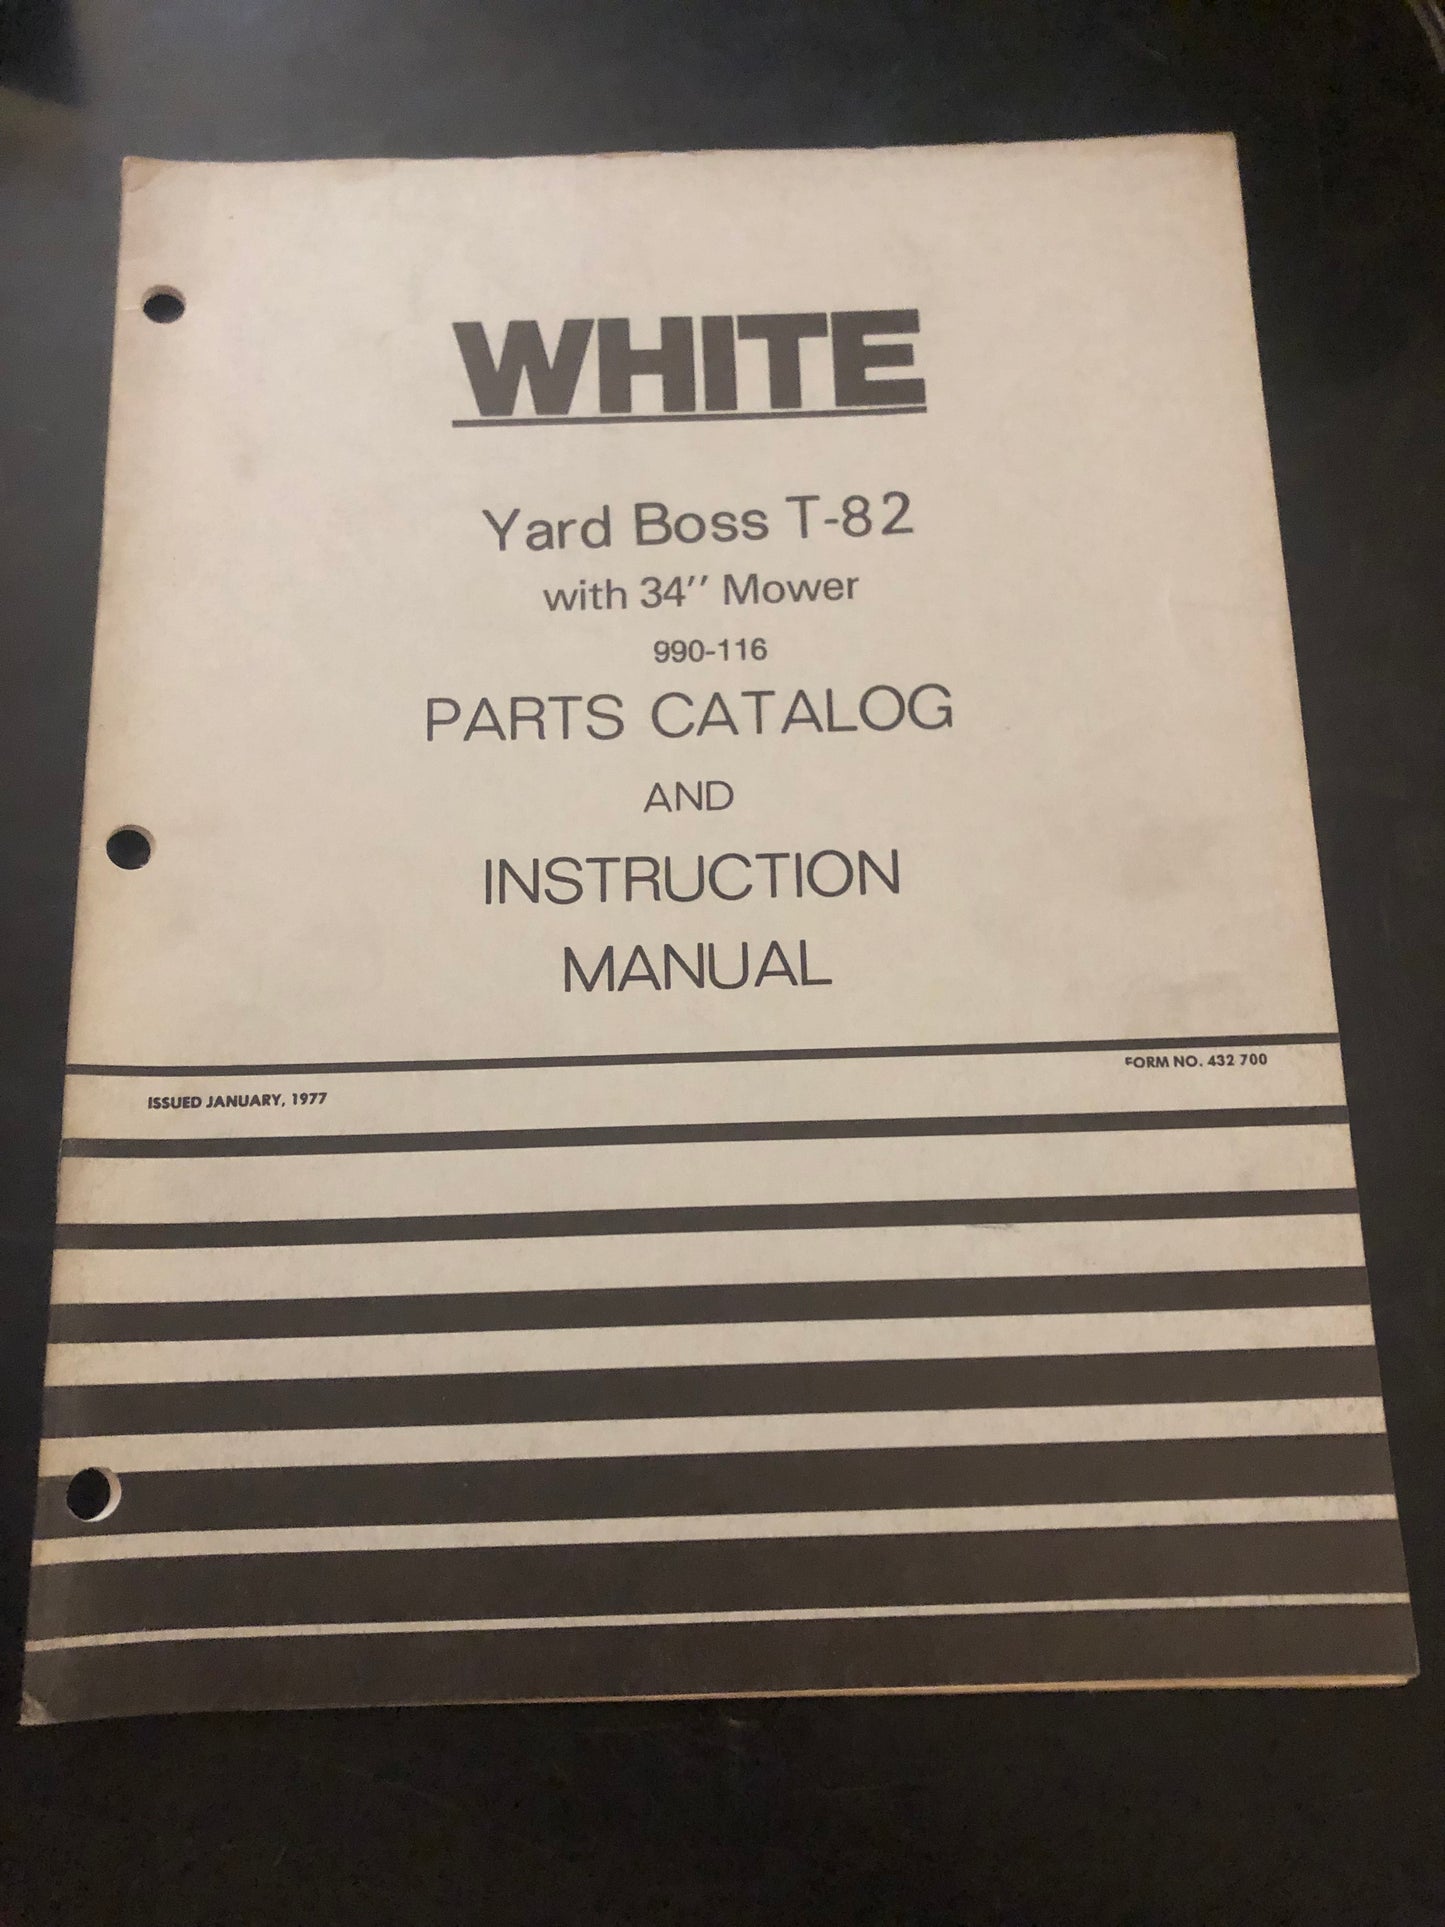 WHITE
Yard Boss T-82
with 34" Mower
990-116
PARTS CATALOG
AND
INSTRUCTION
MANUAL
FORM NO. 432 700
ISSUED JANUARY, 1977